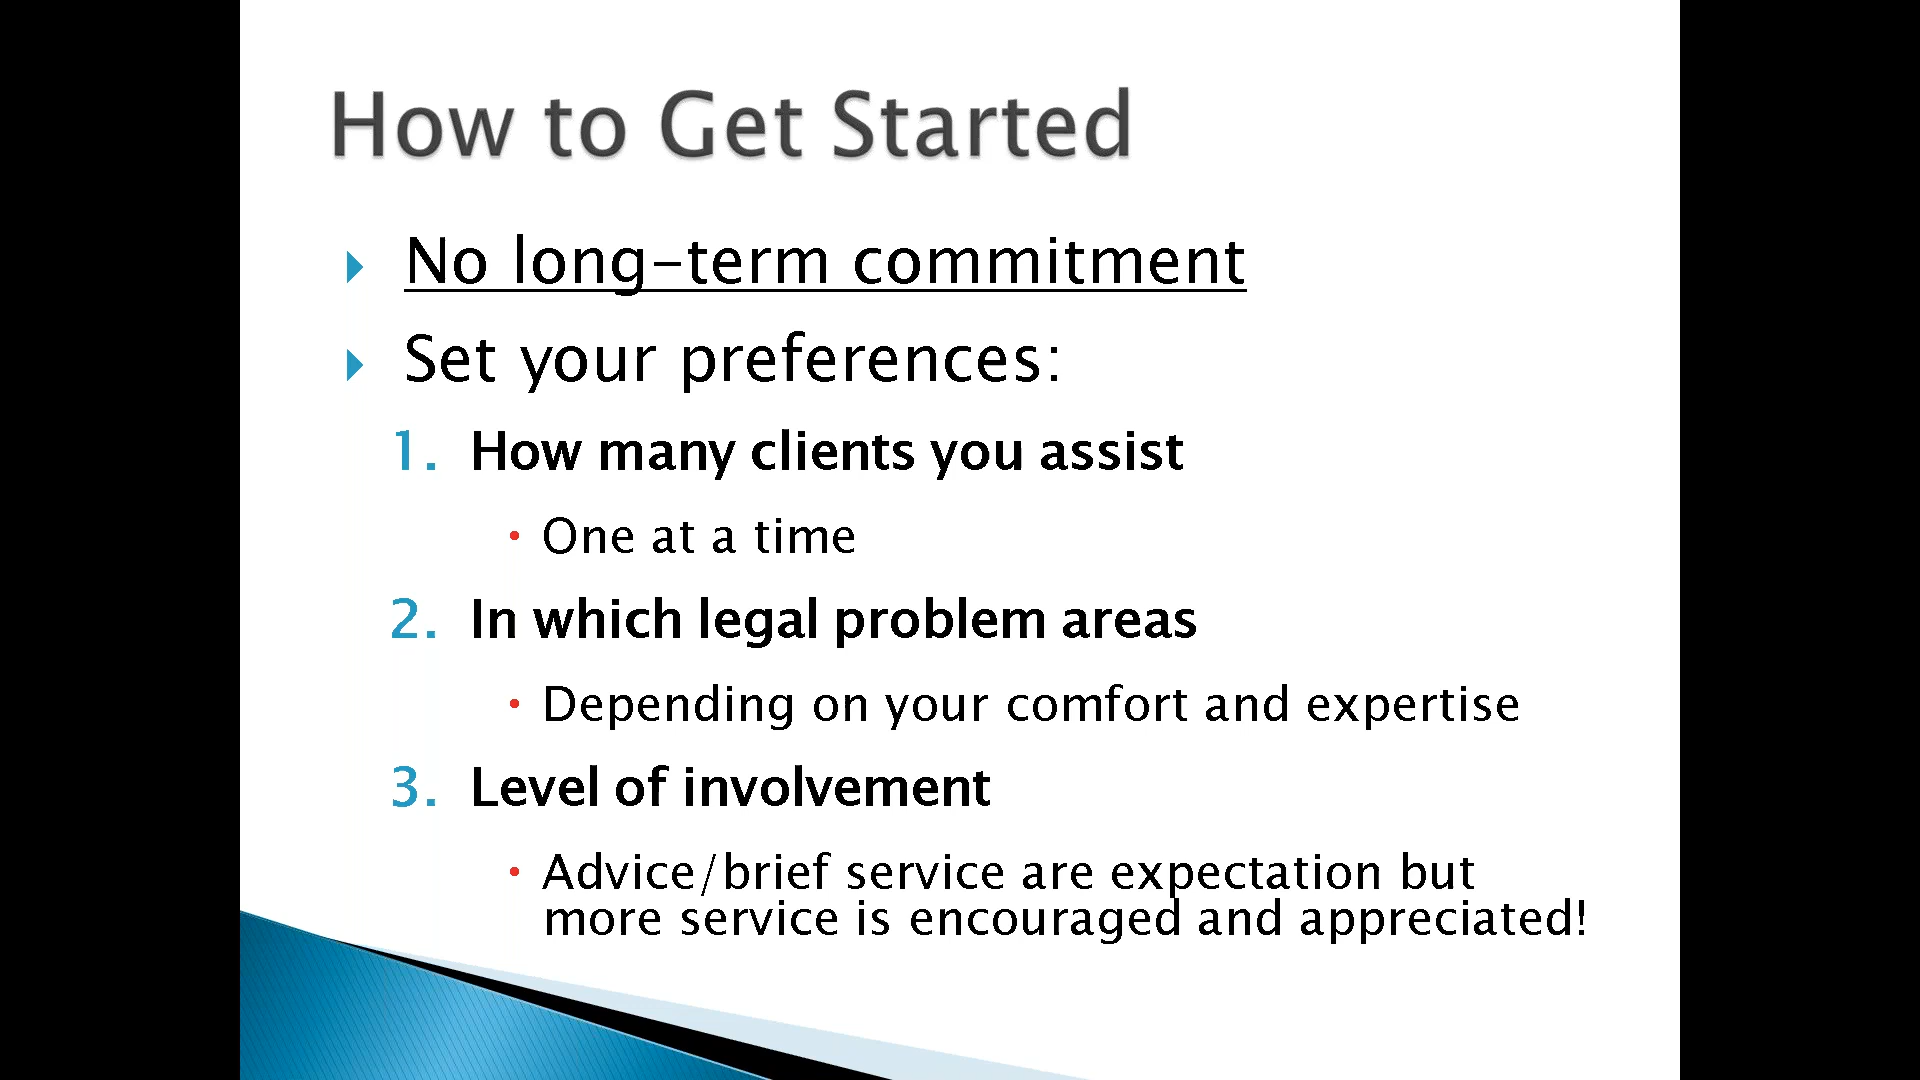 How to Get Started
No long-term commitment
Set your preferences:
1. How many clients you assist
One at a time
2. In which legal problem areas
Depending on your comfort and expertise
3. Level of involvement
Advice/brief service are expectation but
more service is encouraged and appreciated!